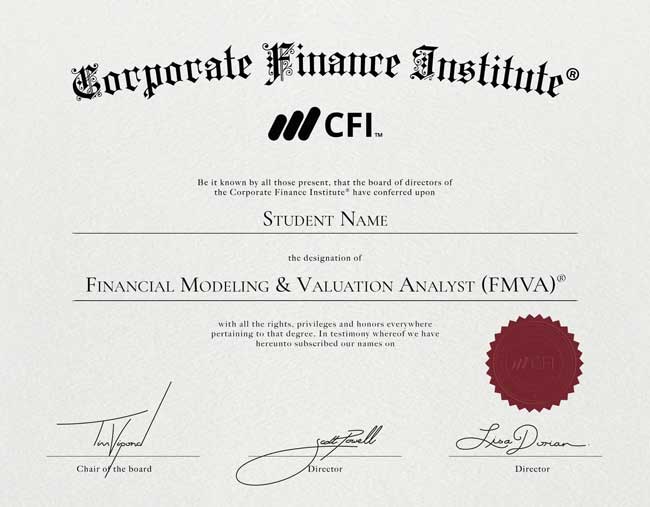 Corporate Finance Institute®
CFI™
Be it known by all those present, that the board of directors of
the Corporate Finance Institute® have conferred upon
Student Name
the designation of
Financial Modeling & Valuation Analyst (FMVA)®
with all the rights, privileges and honors everywhere
pertaining to that degree. In testimony whereof we have
hereunto subscribed our names on
CFI
Tim Vipond
Scott Powell
Lisa Dorian
Chair of the board
Director
Director